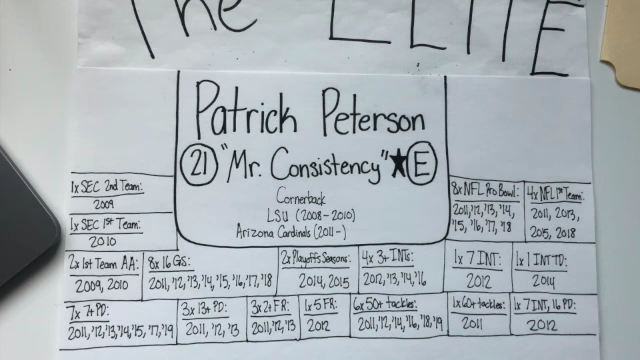 The ELITE
Patrick Peterson
21 "Mr. Consistency" ★ E
Cornerback
LSU (2008-2010)
Arizona Cardinals (2011-)
1x SEC 2nd Team:
2009
1x SEC 1st Team:
2010
8x NFL Pro Bowl:
2011, '12, '13, '14,
'15, '16, '17, '18
4x NFL 1st Team:
2011, 2013,
2015, 2018
2x 1st Team AA:
2009, 2010
8x 16 GS:
2011, '12, '13, '14, '15, '16, '17, '18
2x Playoffs Seasons:
2014, 2015
4x 3+ INTs:
2012, '13, '14, '16
1x 7 INT:
2012
1x 1 INT TD:
2014
7x 7+ PD:
2011, '12, '13, '14, '15, '17, '19
3x 13+ PD:
2011, '12, '13
3x 2+ FR:
2011, '12, '13
1x 5 FR:
2012
6x 50+ tackles:
2011, '12, '14, '16, '18, '19
1x 60+ tackles:
2011
1x 7 INT, 16 PD:
2012